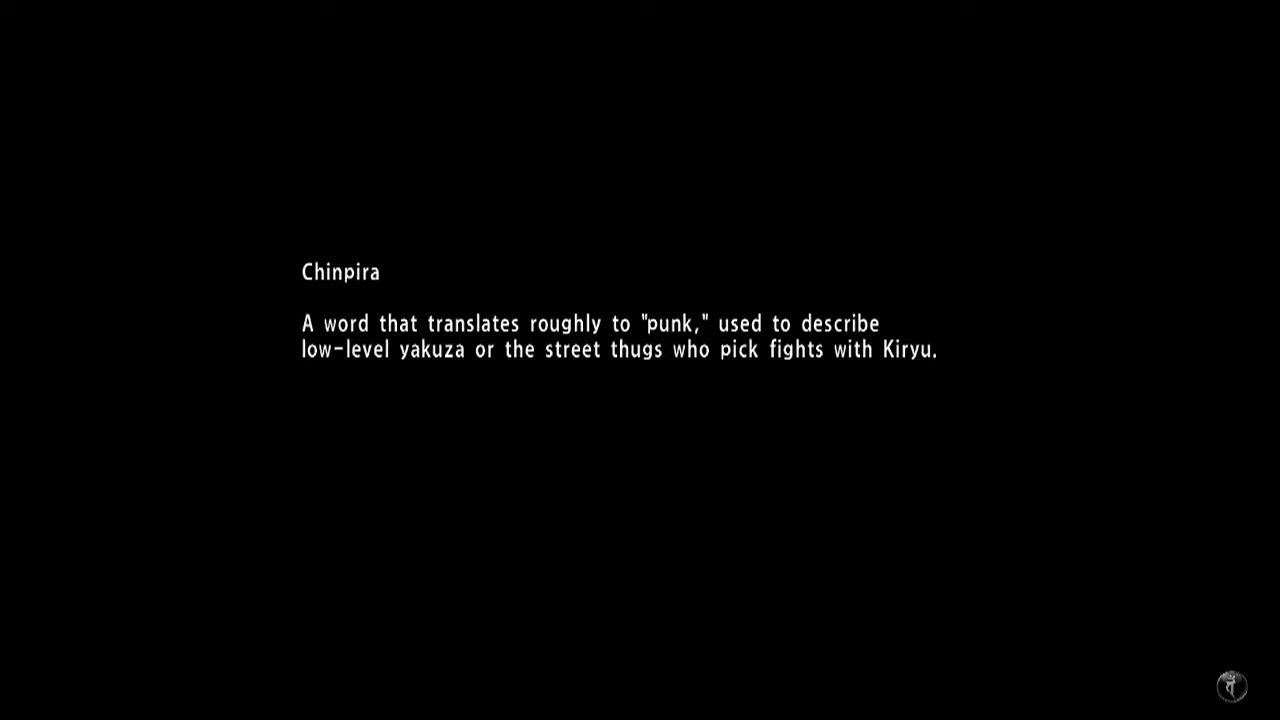 Chinpira
A word that translates roughly to "punk," used to describe
low-level yakuza or the street thugs who pick fights with Kiryu.